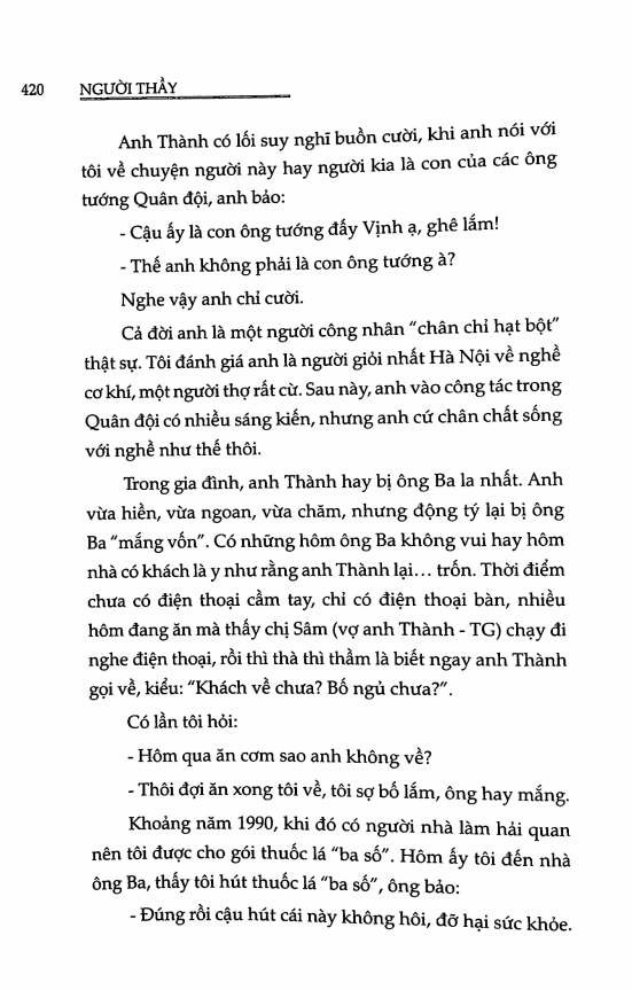 420 NGƯỜI THẦY
Anh Thành có lối suy nghĩ buồn cười, khi anh nói với
tôi về chuyện người này hay người kia là con của các ông
tướng Quân đội, anh bảo:
- Cậu ấy là con ông tướng đấy Vịnh ạ, ghê lắm!
- Thế anh không phải là con ông tướng à?
Nghe vậy anh chỉ cười.
Cả đời anh là một người công nhân “chân chỉ hạt bột”
thật sự. Tôi đánh giá anh là người giỏi nhất Hà Nội về nghề
cơ khí, một người thợ rất cừ. Sau này, anh vào công tác trong
Quân đội có nhiều sáng kiến, nhưng anh cứ chân chất sống
với nghề như thế thôi.
Trong gia đình, anh Thành hay bị ông Ba la nhất. Anh
vừa hiền, vừa ngoan, vừa chăm, nhưng động tý lại bị ông
Ba “mắng vốn”. Có những hôm ông Ba không vui hay hôm
nhà có khách là y như rằng anh Thành lại... trốn. Thời điểm
chưa có điện thoại cầm tay, chỉ có điện thoại bàn, nhiều
hôm đang ăn mà thấy chị Sâm (vợ anh Thành - TG) chạy đi
nghe điện thoại, rồi thì thà thì thầm là biết ngay anh Thành
gọi về, kiểu: “Khách về chưa? Bố ngủ chưa?”.
Có lần tôi hỏi:
- Hôm qua ăn cơm sao anh không về?
- Thôi đợi ăn xong tôi về, tôi sợ bố lắm, ông hay mắng.
Khoảng năm 1990, khi đó có người nhà làm hải quan
nên tôi được cho gói thuốc lá “ba số”. Hôm ấy tôi đến nhà
ông Ba, thấy tôi hút thuốc lá “ba số”, ông bảo:
- Đúng rồi cậu hút cái này không hôi, đỡ hại sức khỏe.